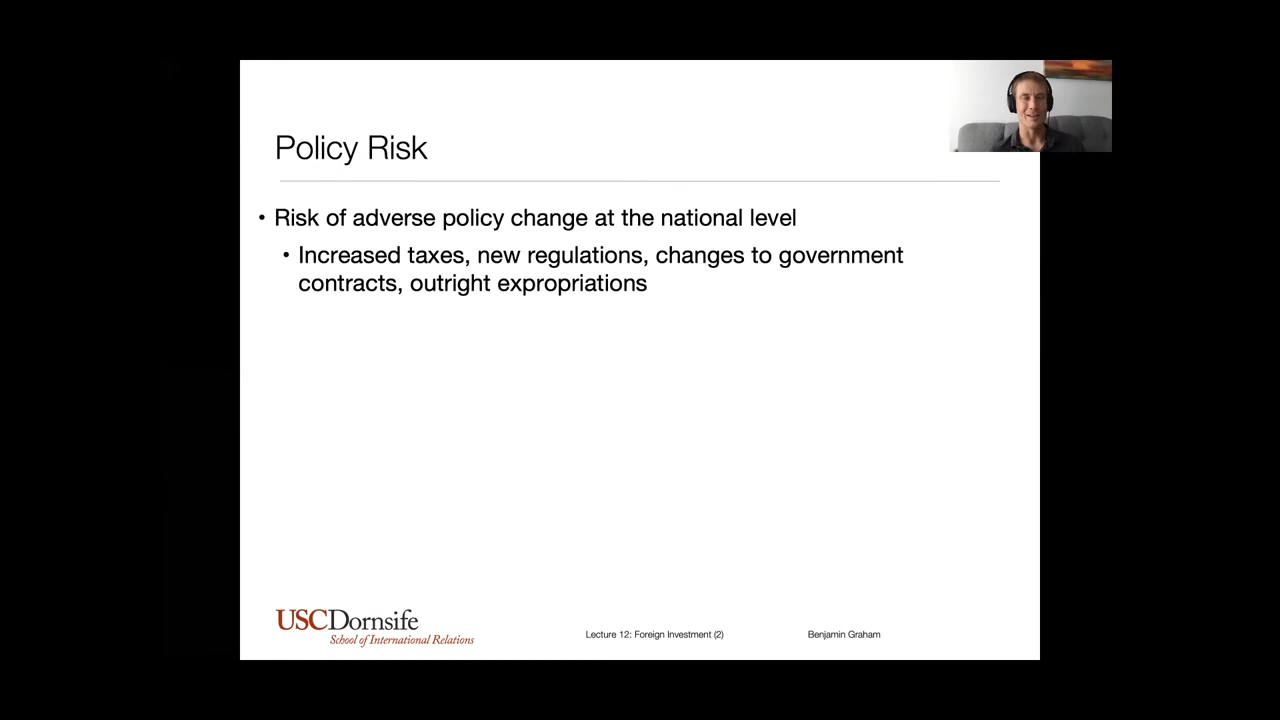 Policy Risk
• Risk of adverse policy change at the national level
• Increased taxes, new regulations, changes to government
contracts, outright expropriations
USCDornsife
School of International Relations
Lecture 12: Foreign Investment (2)
Benjamin Graham